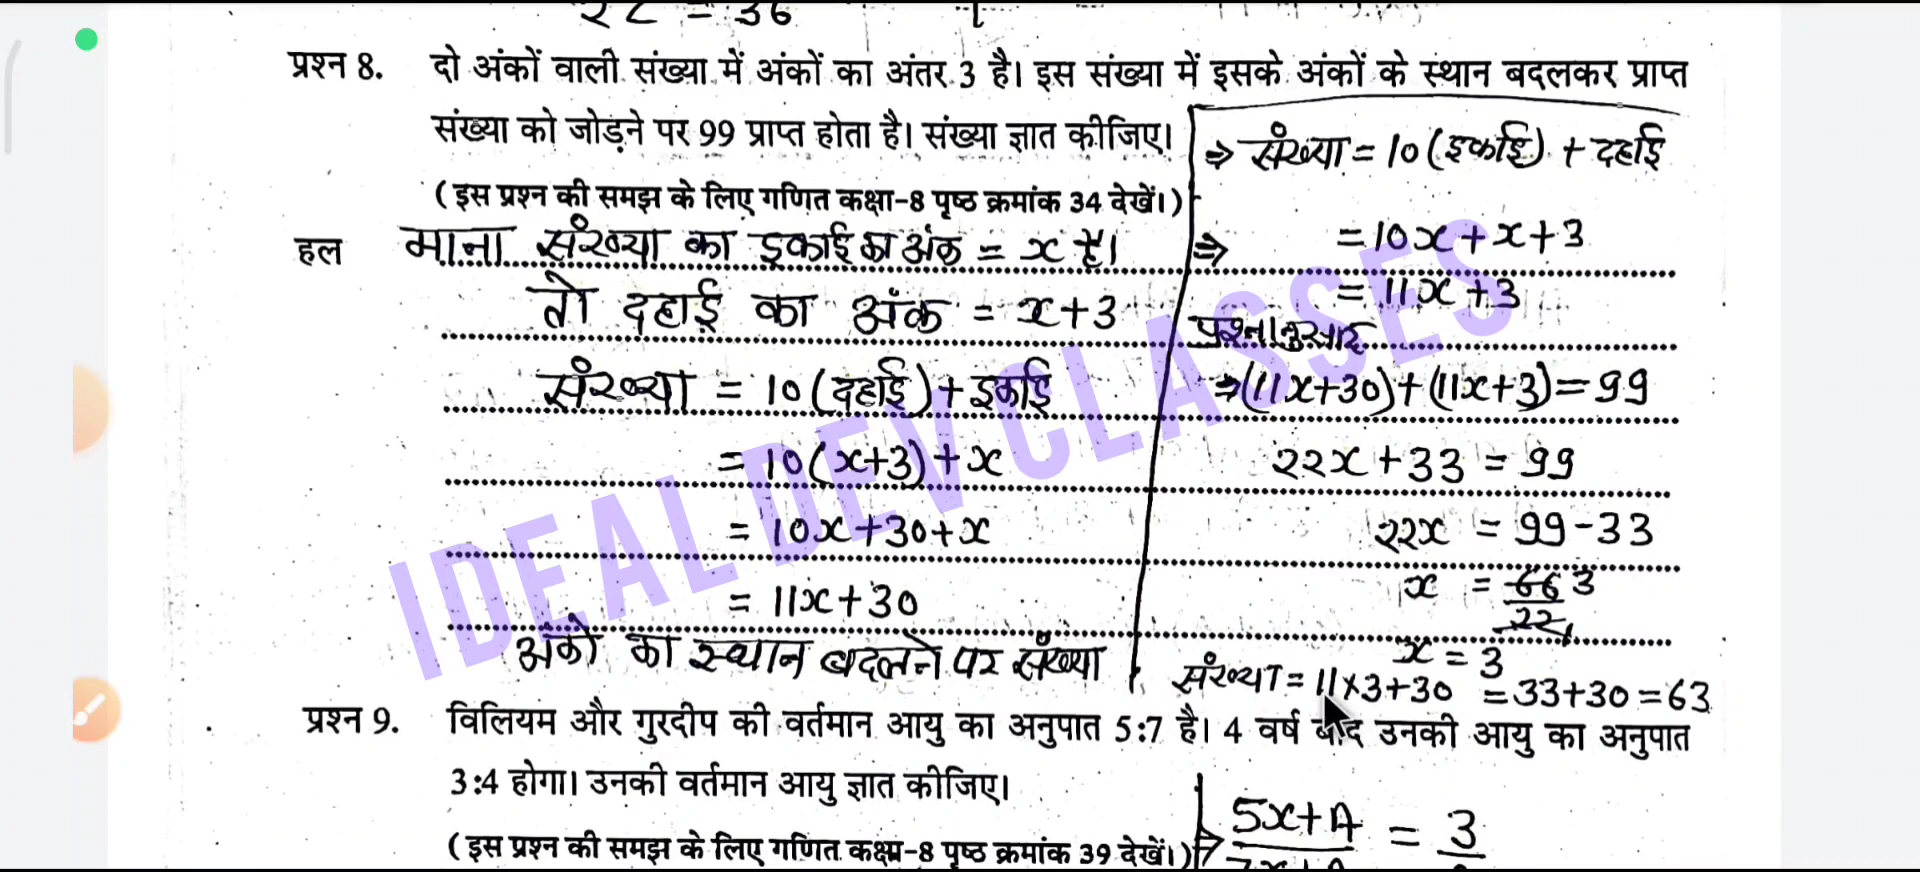 २८ = 36
प्रश्न 8. दो अंकों वाली संख्या में अंकों का अंतर 3 है। इस संख्या में इसके अंकों के स्थान बदलकर प्राप्त
संख्या को जोड़ने पर 99 प्राप्त होता है। संख्या ज्ञात कीजिए।
(इस प्रश्न की समझ के लिए गणित कक्षा-8 पृष्ठ क्रमांक 34 देखें।)
हल माना संख्या का इकाई का अंक = x है।
तो दहाई का अंक = x+3
संख्या = 10(दहाई)+इकाई
= 10(x+3)+x
= 10x+30+x
= 11x+30
अंको का स्थान बदलने पर संख्या
⇒ संख्या = 10(इकाई)+दहाई
⇒ =10x+x+3
= 11x+3
प्रश्नानुसार
⇒(11x+30)+(11x+3)=99
22x+33 =99
22x = 99-33
x = 66 3
22 1
x = 3
संख्या = 11×3+30 =33+30=63
IDEAL DEV CLASSES
प्रश्न 9. विलियम और गुरदीप की वर्तमान आयु का अनुपात 5:7 है। 4 वर्ष बाद उनकी आयु का अनुपात
3:4 होगा। उनकी वर्तमान आयु ज्ञात कीजिए।
(इस प्रश्न की समझ के लिए गणित कक्षा-8 पृष्ठ क्रमांक 39 देखें।)
5x+4 = 3